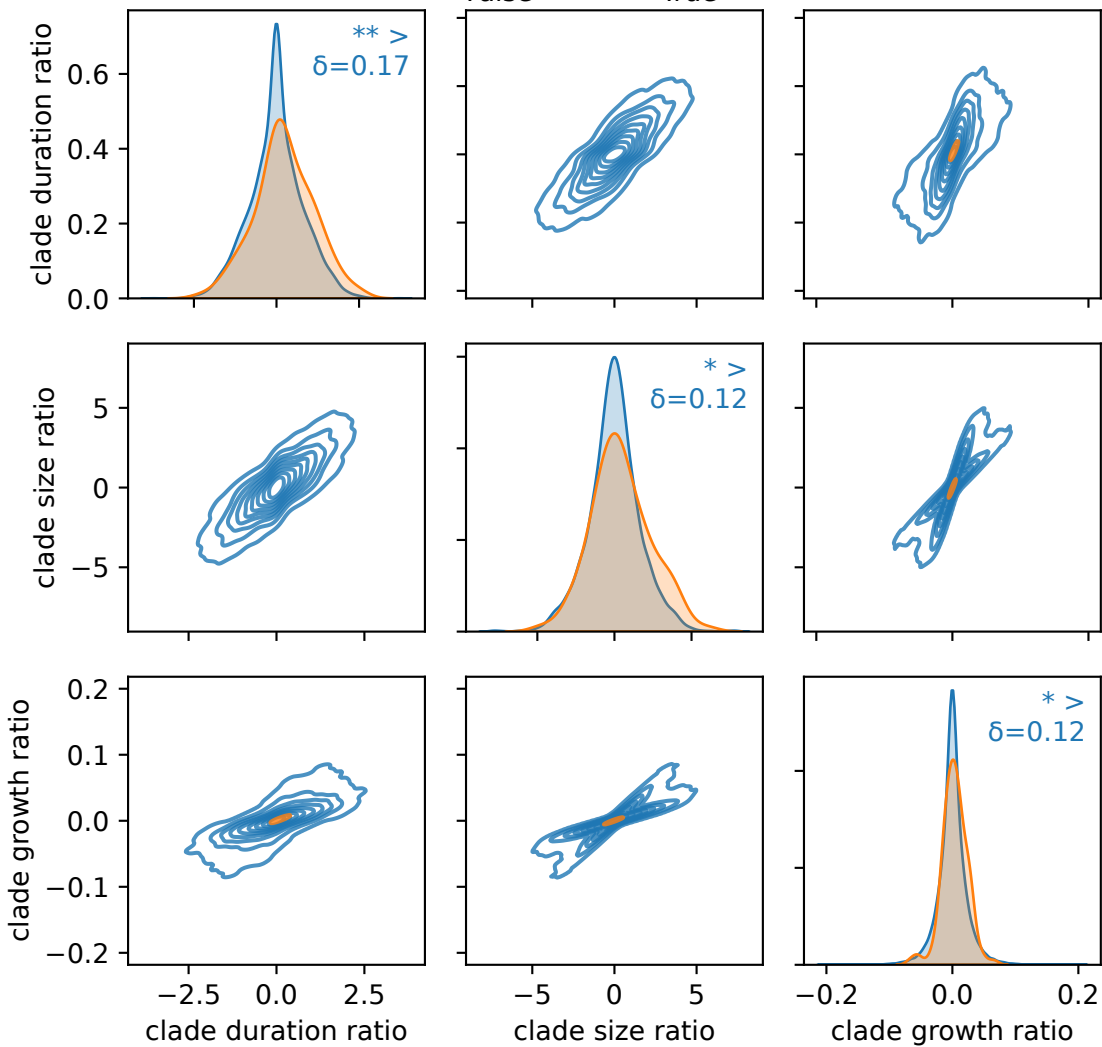 False True
clade duration ratio
0.6
0.4
0.2
0.0
** >
δ=0.17
clade size ratio
5
0
−5
* >
δ=0.12
clade growth ratio
0.2
0.1
0.0
−0.1
−0.2
* >
δ=0.12
−2.5 0.0 2.5
clade duration ratio
−5 0 5
clade size ratio
−0.2 0.0 0.2
clade growth ratio